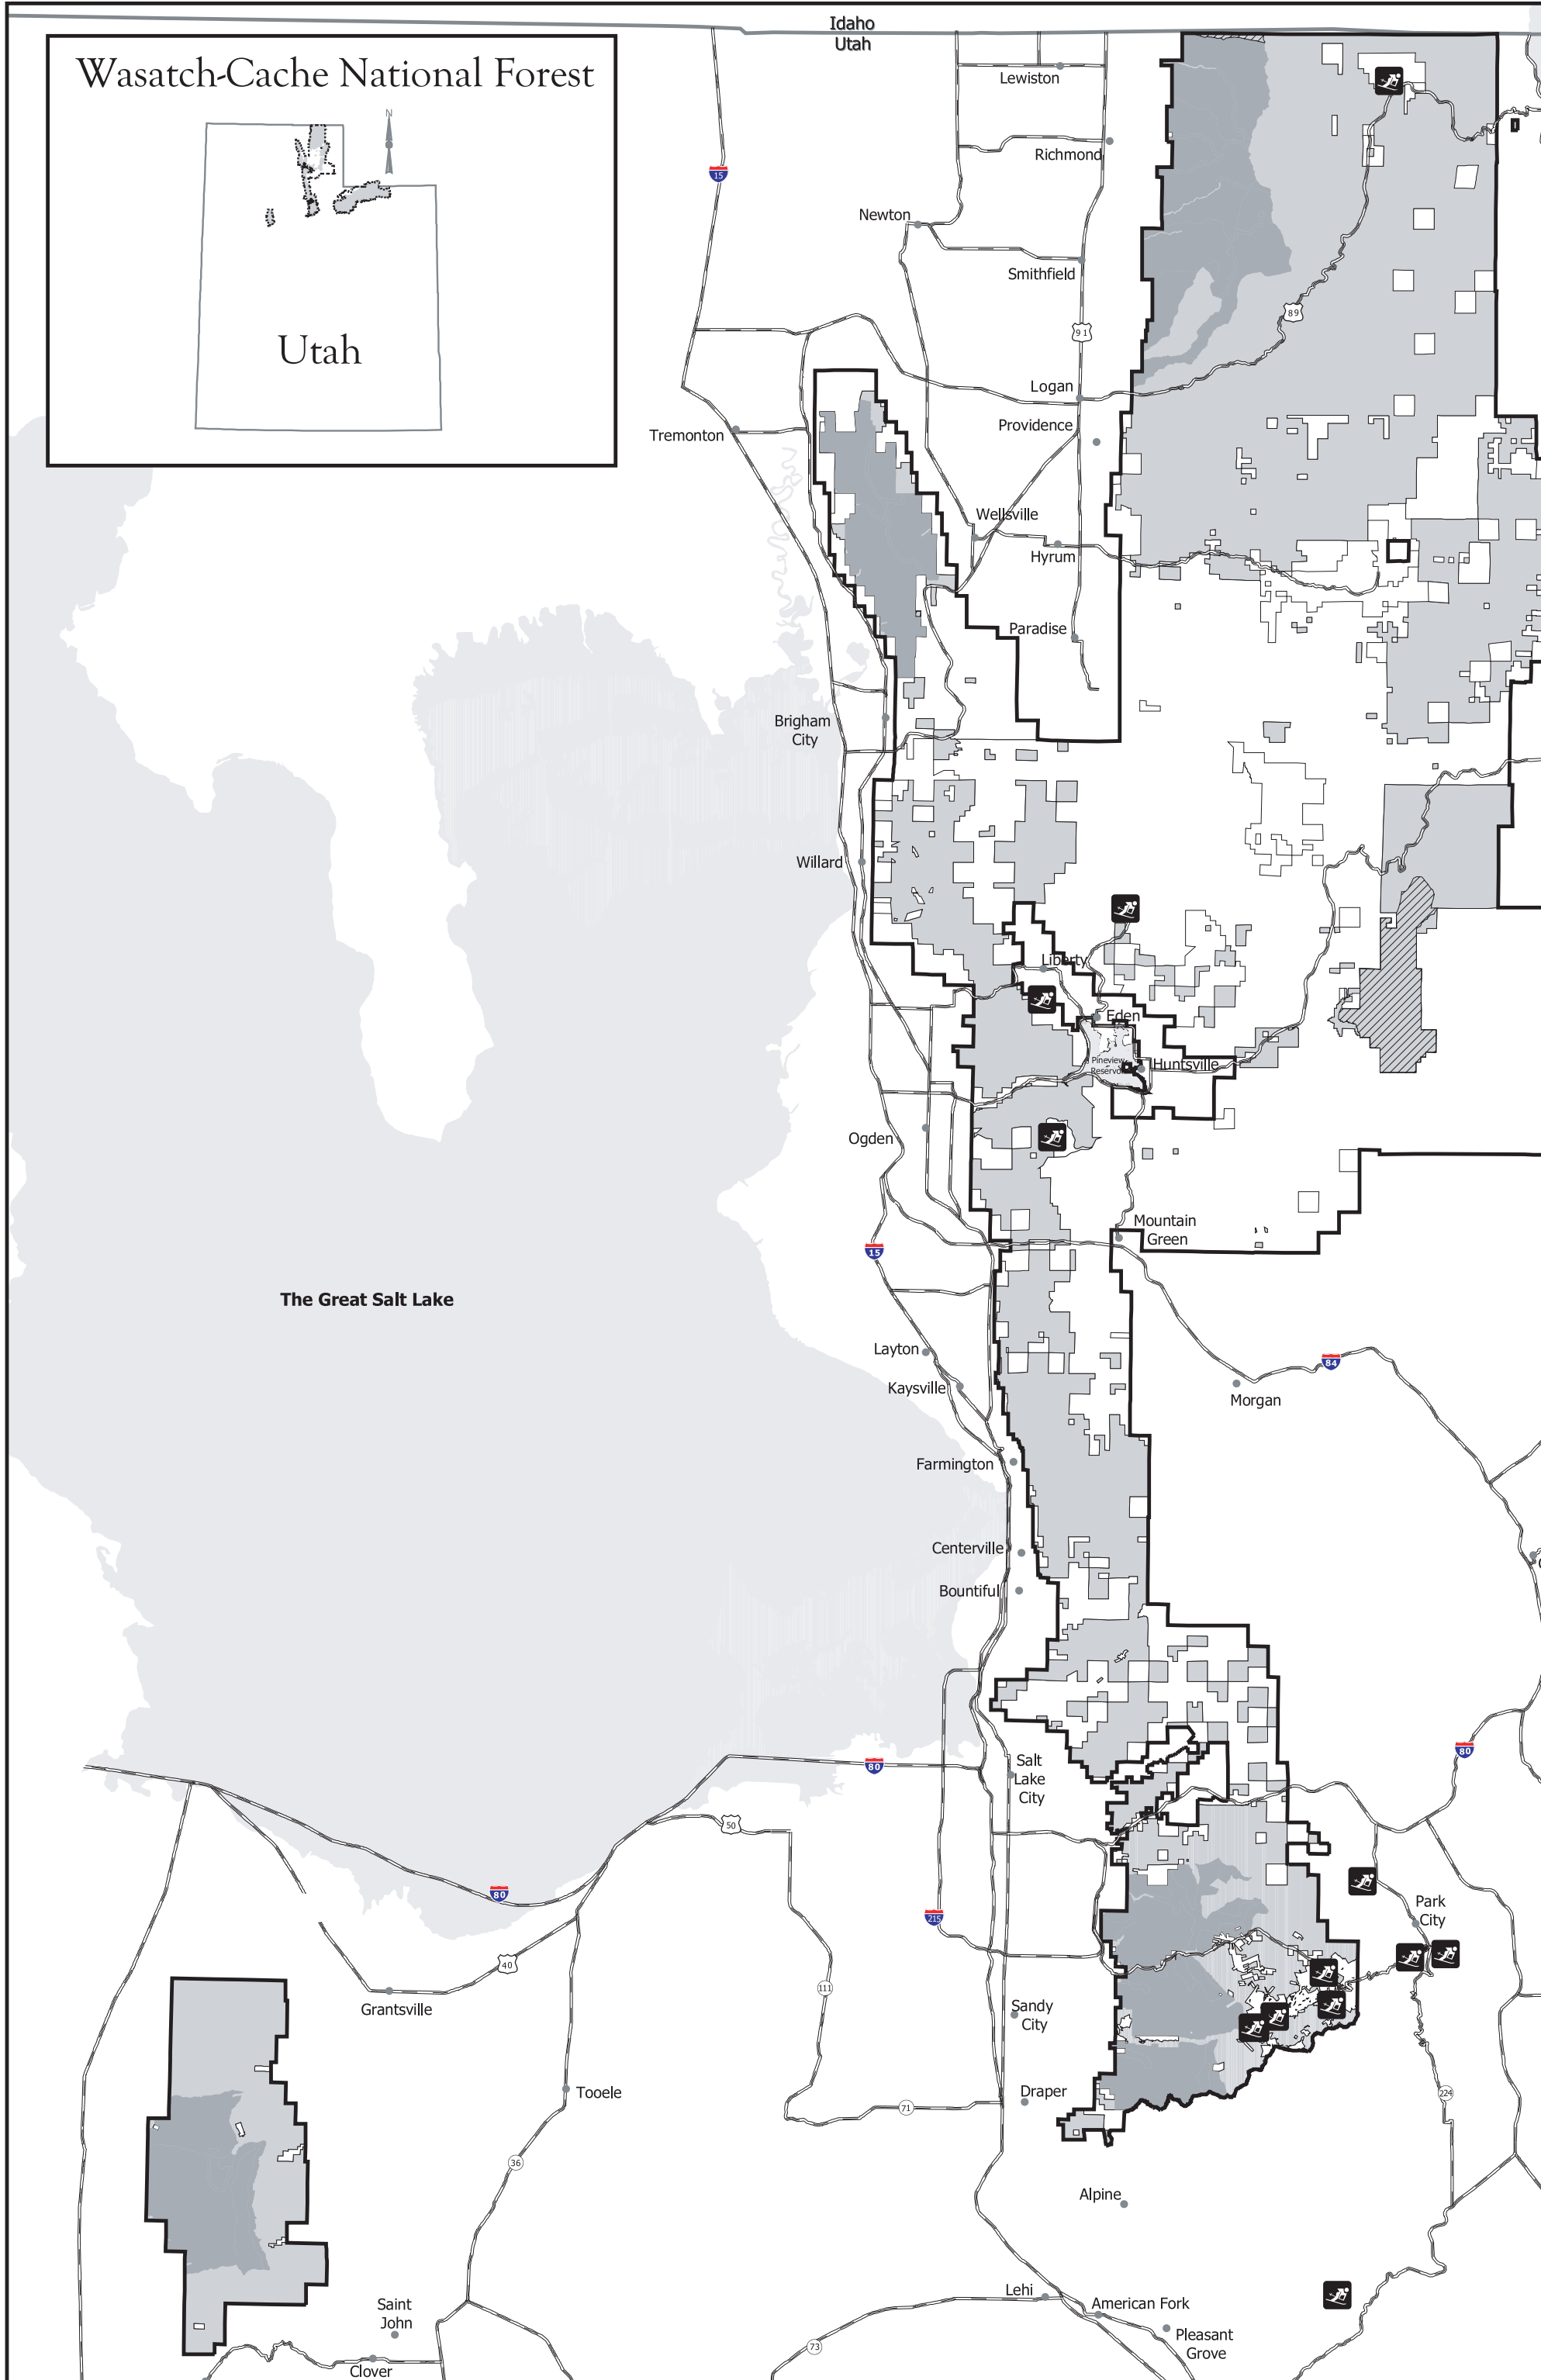 Idaho
Utah
Wasatch-Cache National Forest
N
Utah
Lewiston
Richmond
15
Newton
Smithfield
89
91
Logan
Providence
Tremonton
Wellsville
Hyrum
Paradise
Brigham
City
Willard
Liberty
Eden
Pineview
Reservoir
Huntsville
Ogden
Mountain
Green
15
The Great Salt Lake
Layton
84
Kaysville
Morgan
Farmington
Centerville
Bountiful
80
Salt
Lake
City
80
50
80
Park
City
215
40
111
Grantsville
Sandy
City
Tooele
Draper
224
71
36
Alpine
Lehi
American Fork
Saint
John
Pleasant
Grove
73
Clover